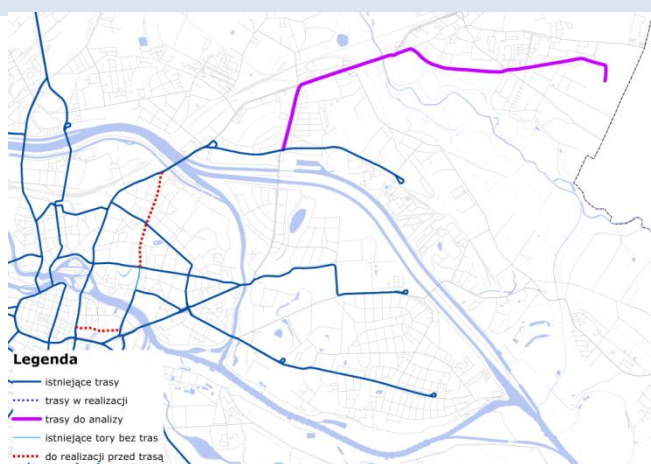 Legenda
istniejące trasy
trasy w realizacji
trasy do analizy
istniejące tory bez tras
do realizacji przed trasą